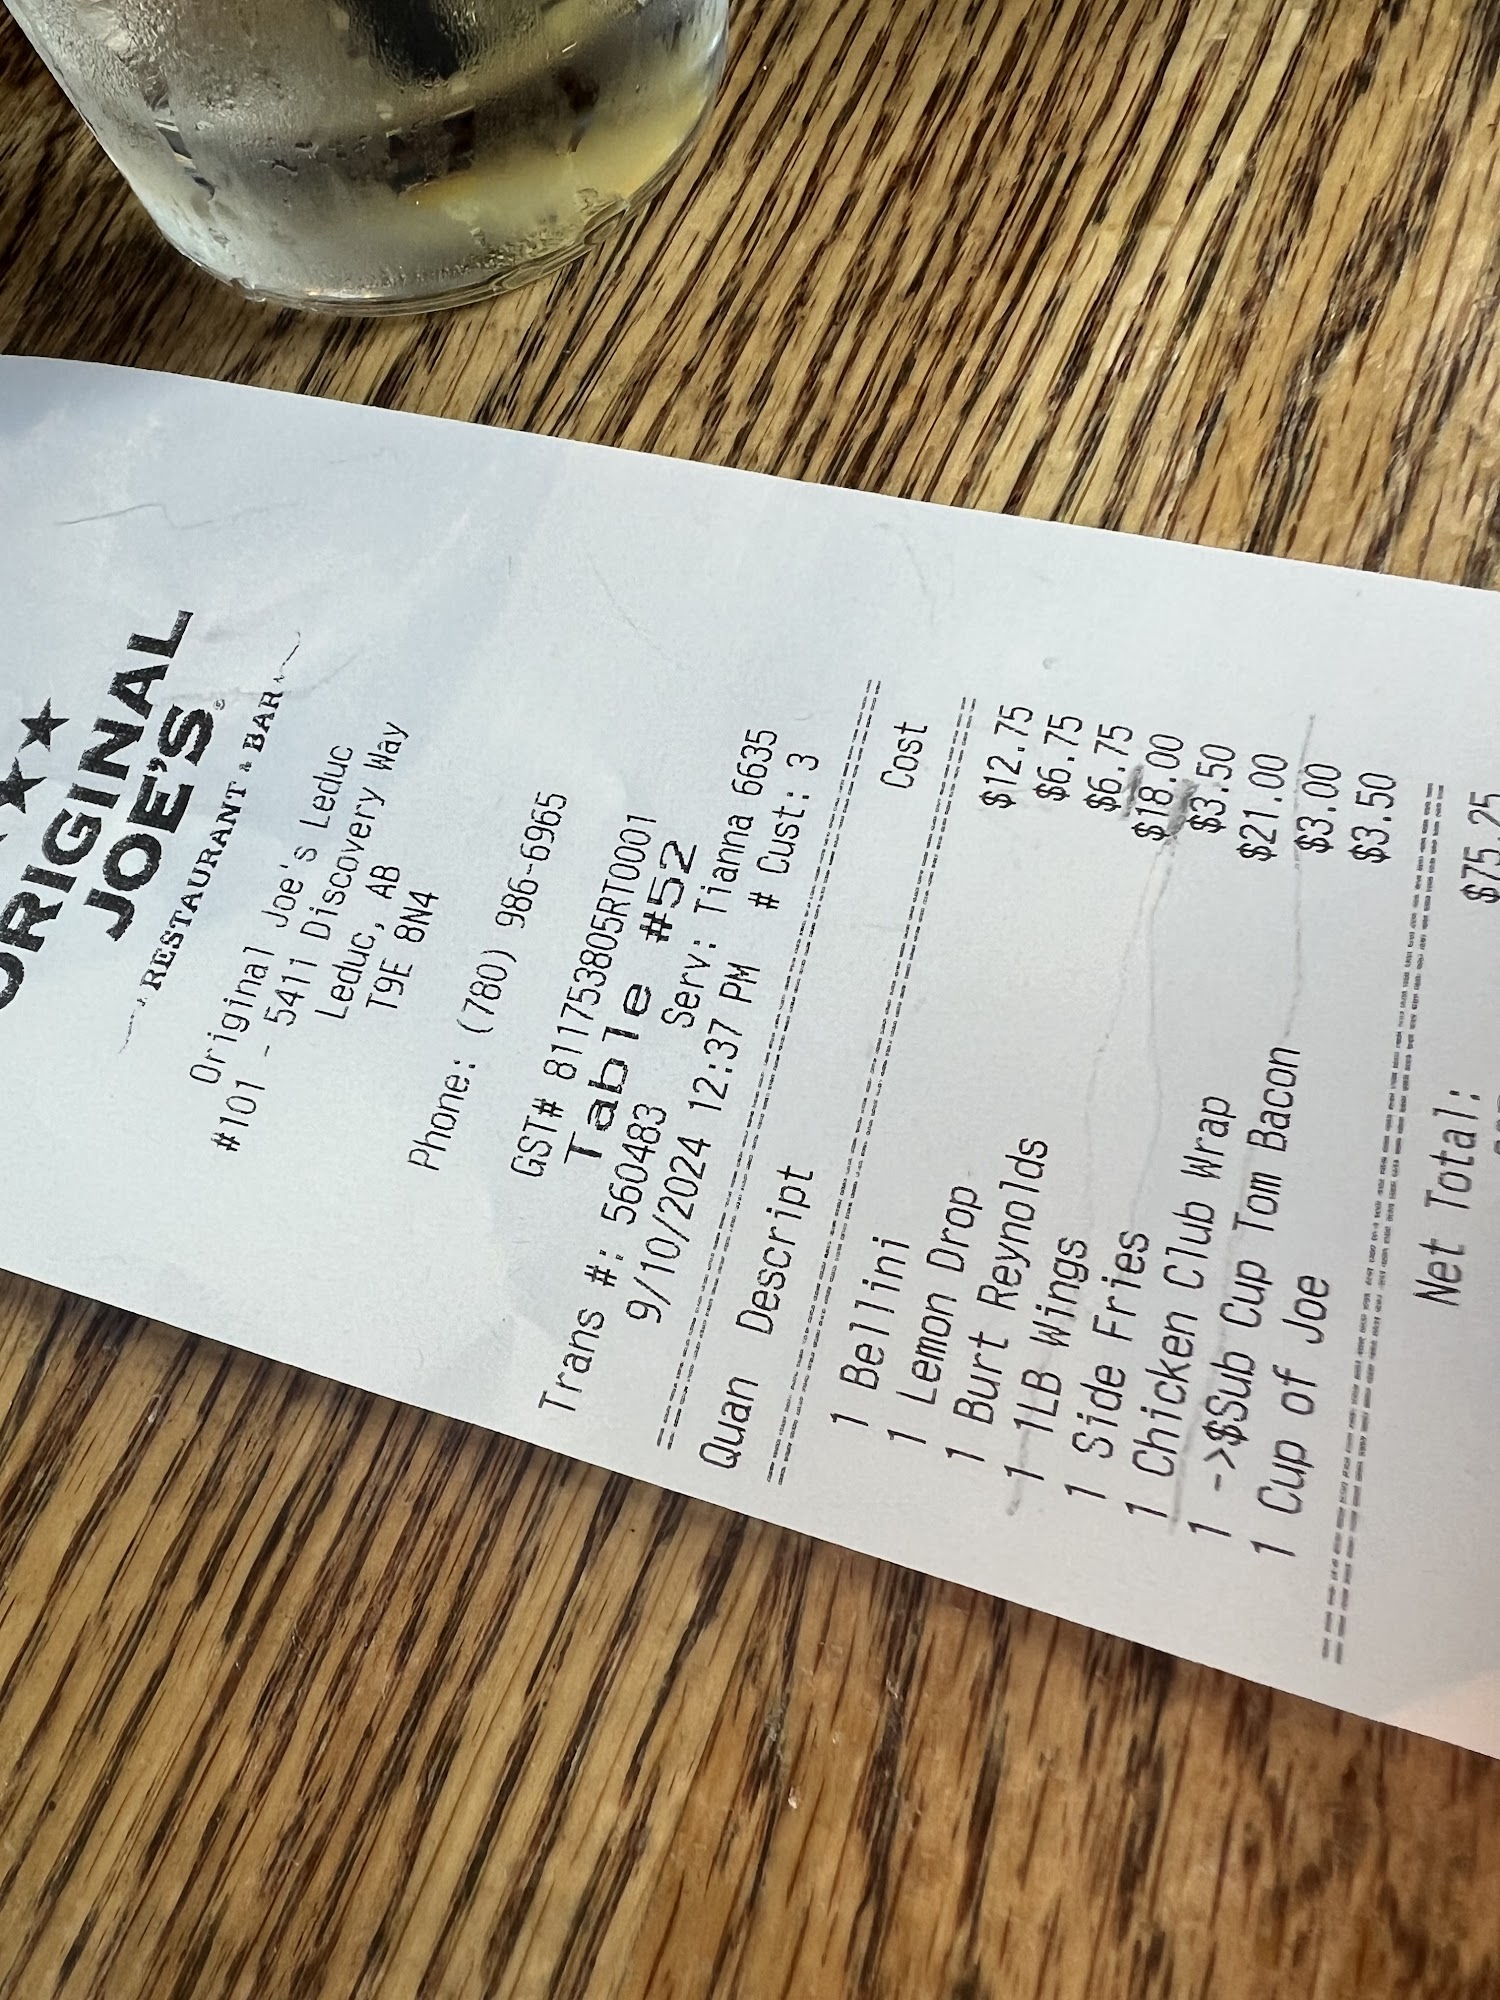 ORIGINAL
JOE'S®
RESTAURANT & BAR
Original Joe's Leduc
#101 - 5411 Discovery Way
Leduc, AB
T9E 8N4
Phone: (780) 986-6965
GST# 811753805RT0001
Table #52
Trans #: 560483 Serv: Tianna 6635
9/10/2024 12:37 PM # Cust: 3
Quan Descript Cost
1 Bellini $12.75
1 Lemon Drop $6.75
1 Burt Reynolds $6.75
1 1LB Wings $18.00
1 Side Fries $3.50
1 Chicken Club Wrap $21.00
1 ->$Sub Cup Tom Bacon $3.00
1 Cup of Joe $3.50
Net Total: $75.25